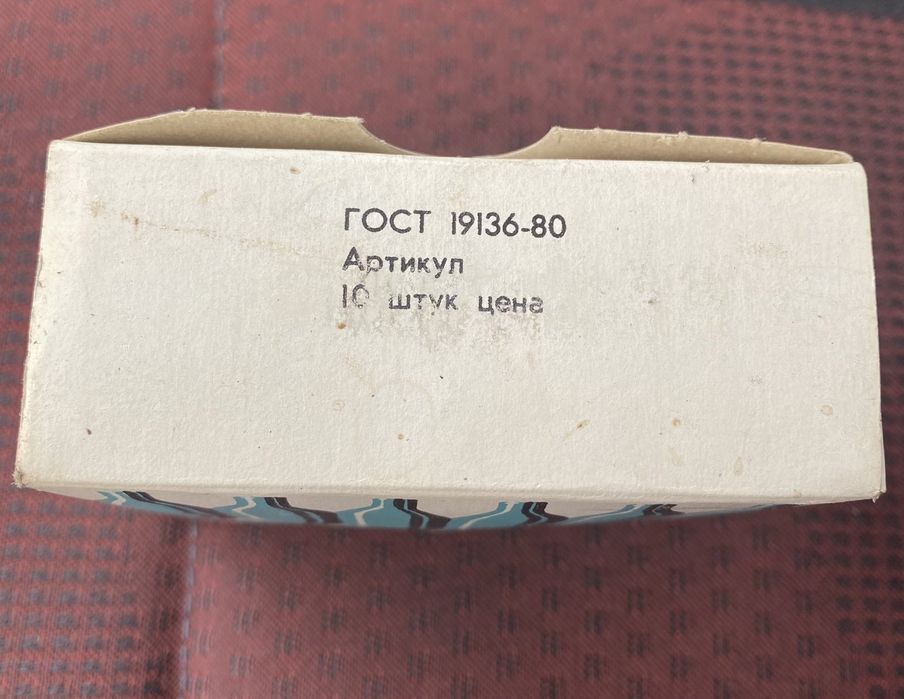 ГОСТ 19136-80
Артикул
10 штук цена